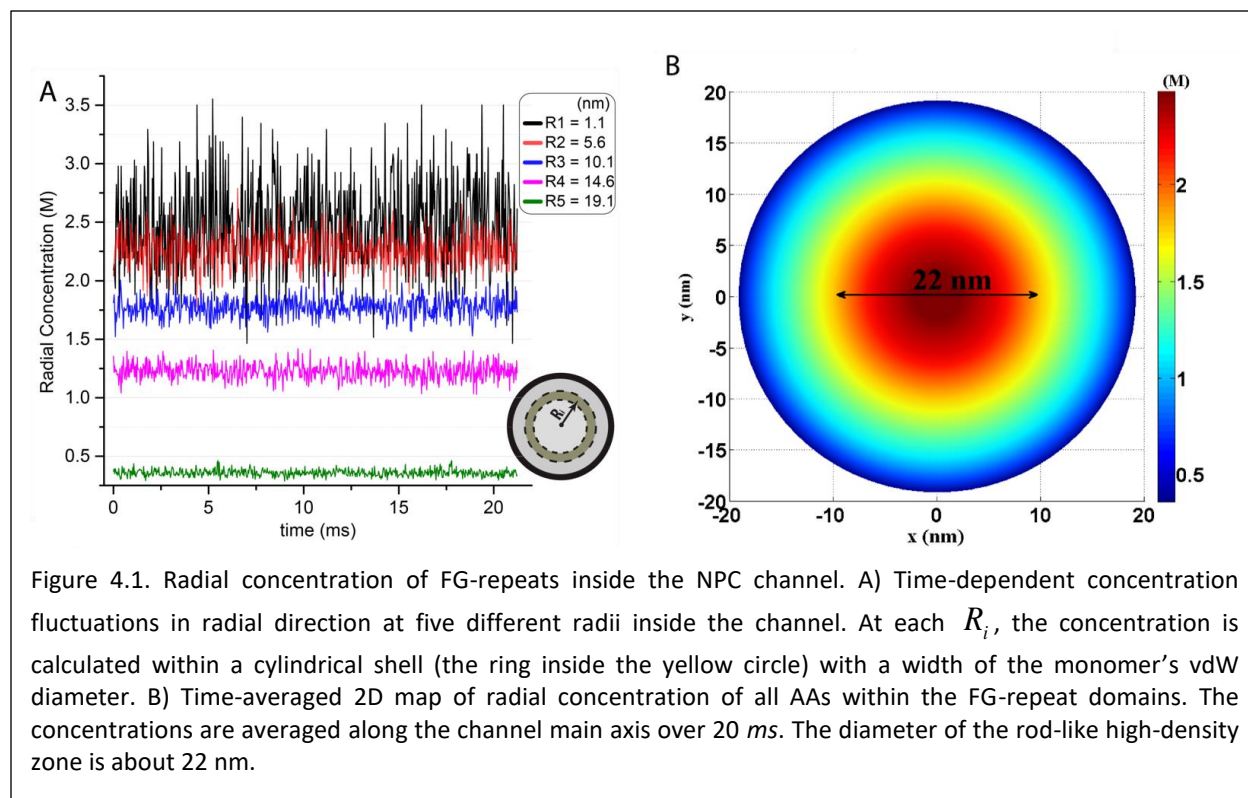 A
(nm)
R1 = 1.1
R2 = 5.6
R3 = 10.1
R4 = 14.6
R5 = 19.1
3.5
3.0
2.5
2.0
1.5
1.0
0.5
Radial Concentration (M)
0 5 10 15 20
time (ms)
Ri
B
(M)
20
15
10
5
0
-5
-10
-15
-20
y (nm)
22 nm
-20 -10 0 10 20
x (nm)
2
1.5
1
0.5
Figure 4.1. Radial concentration of FG-repeats inside the NPC channel. A) Time-dependent concentration
fluctuations in radial direction at five different radii inside the channel. At each Ri, the concentration is
calculated within a cylindrical shell (the ring inside the yellow circle) with a width of the monomer’s vdW
diameter. B) Time-averaged 2D map of radial concentration of all AAs within the FG-repeat domains. The
concentrations are averaged along the channel main axis over 20 ms. The diameter of the rod-like high-density
zone is about 22 nm.